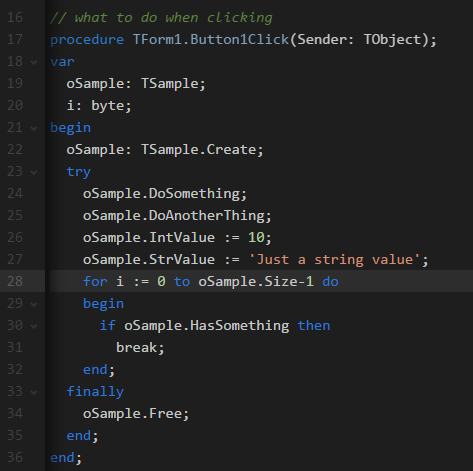 16 // what to do when clicking
17 procedure TForm1.Button1Click(Sender: TObject);
18 var
19 oSample: TSample;
20 i: byte;
21 begin
22 oSample: TSample.Create;
23 try
24 oSample.DoSomething;
25 oSample.DoAnotherThing;
26 oSample.IntValue := 10;
27 oSample.StrValue := 'Just a string value';
28 for i := 0 to oSample.Size-1 do
29 begin
30 if oSample.HasSomething then
31 break;
32 end;
33 finally
34 oSample.Free;
35 end;
36 end;